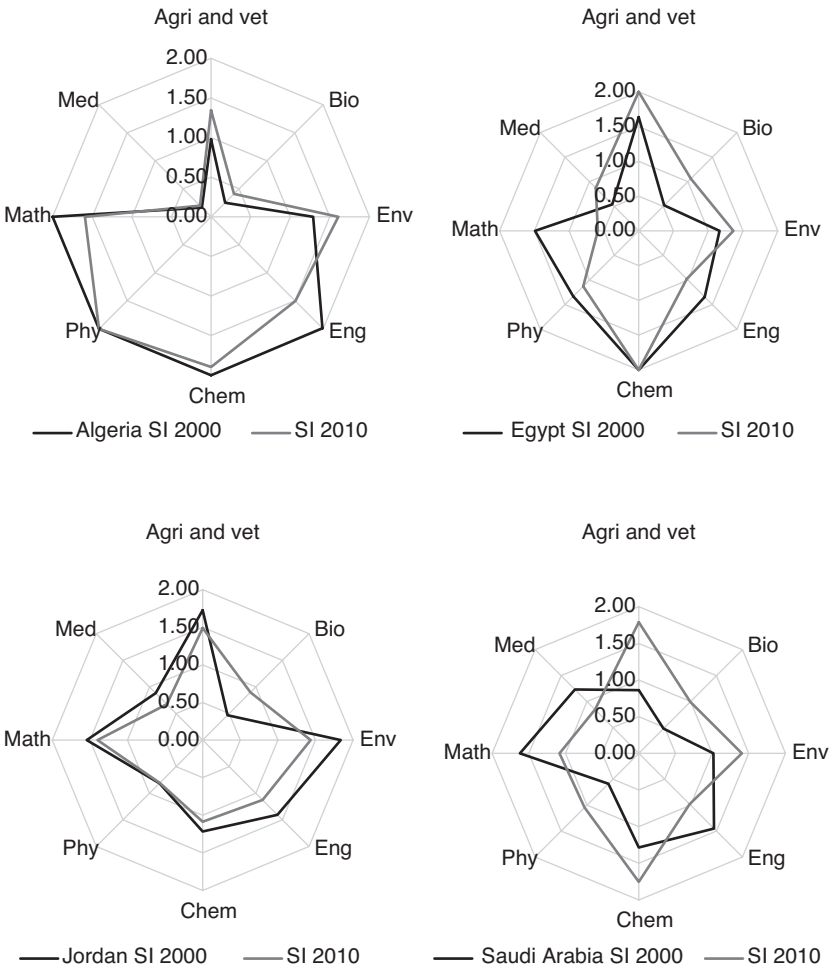 Agri and vet
2.00
1.50
1.00
0.50
0.00
Med
Bio
Math
Env
Phy
Eng
Chem
Algeria SI 2000
SI 2010
Agri and vet
2.00
1.50
1.00
0.50
0.00
Med
Bio
Math
Env
Phy
Eng
Chem
Egypt SI 2000
SI 2010
Agri and vet
2.00
1.50
1.00
0.50
0.00
Med
Bio
Math
Env
Phy
Eng
Chem
Jordan SI 2000
SI 2010
Agri and vet
2.00
1.50
1.00
0.50
0.00
Med
Bio
Math
Env
Phy
Eng
Chem
Saudi Arabia SI 2000
SI 2010